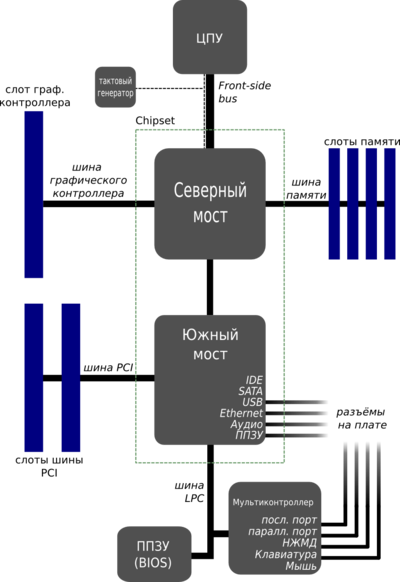 ЦПУ
тактовый
генератор
Front-side
bus
слот граф.
контроллера
Chipset
слоты памяти
шина
графического
контроллера
Северный
мост
шина
памяти
Южный
мост
шина PCI
IDE
SATA
USB
Ethernet
Аудио
ППЗУ
разъёмы
на плате
слоты шины
PCI
шина
LPC
Мультиконтроллер
посл. порт
паралл. порт
НЖМД
Клавиатура
Мышь
ППЗУ
(BIOS)